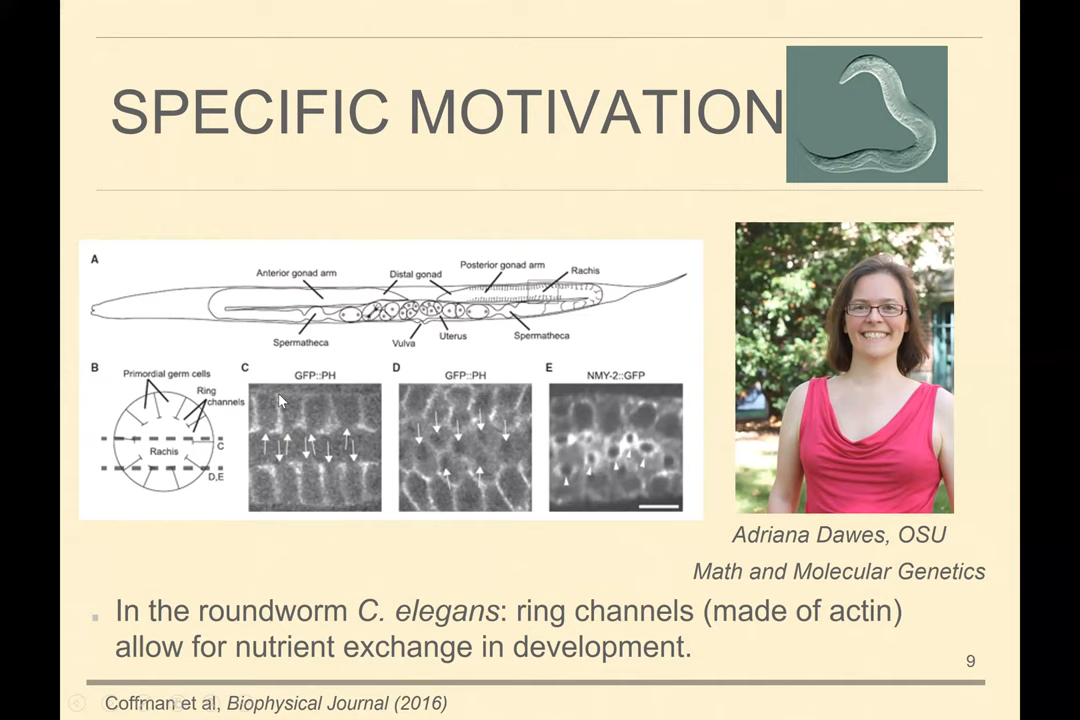 SPECIFIC MOTIVATION
A
Anterior gonad arm
Distal gonad
Posterior gonad arm
Rachis
Spermatheca
Vulva
Uterus
Spermatheca
B
Primordial germ cells
Ring
channels
Rachis
C
D,E
C
GFP::PH
D
GFP::PH
E
NMY-2::GFP
Adriana Dawes, OSU
Math and Molecular Genetics
In the roundworm C. elegans: ring channels (made of actin)
allow for nutrient exchange in development.
9
Coffman et al, Biophysical Journal (2016)